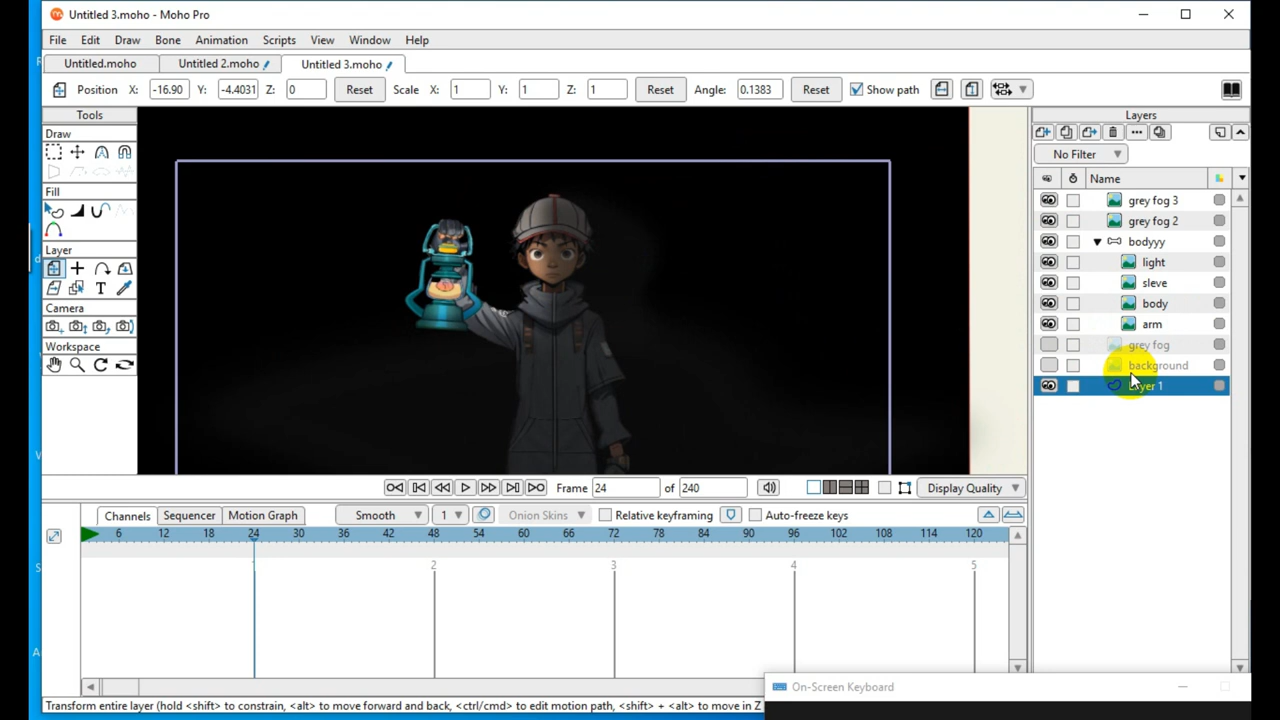 Untitled 3.moho - Moho Pro
File Edit Draw Bone Animation Scripts View Window Help
Untitled.moho Untitled 2.moho Untitled 3.moho
Position X: -16.90 Y: -4.4031 Z: 0 Reset Scale X: 1 Y: 1 Z: 1 Reset Angle: 0.1383 Reset Show path
Tools
Draw
Fill
Layer
T
Camera
Workspace
Layers
No Filter
Name
grey fog 3
grey fog 2
bodyyy
light
sleve
body
arm
grey fog
background
Layer 1
Frame 24 of 240 Display Quality
Channels Sequencer Motion Graph Smooth 1 Onion Skins Relative keyframing Auto-freeze keys
6 12 18 24 30 36 42 48 54 60 66 72 78 84 90 96 102 108 114 120
1 2 3 4 5
Transform entire layer (hold <shift> to constrain, <alt> to move forward and back, <ctrl/cmd> to edit motion path, <shift> + <alt> to move in Z
On-Screen Keyboard